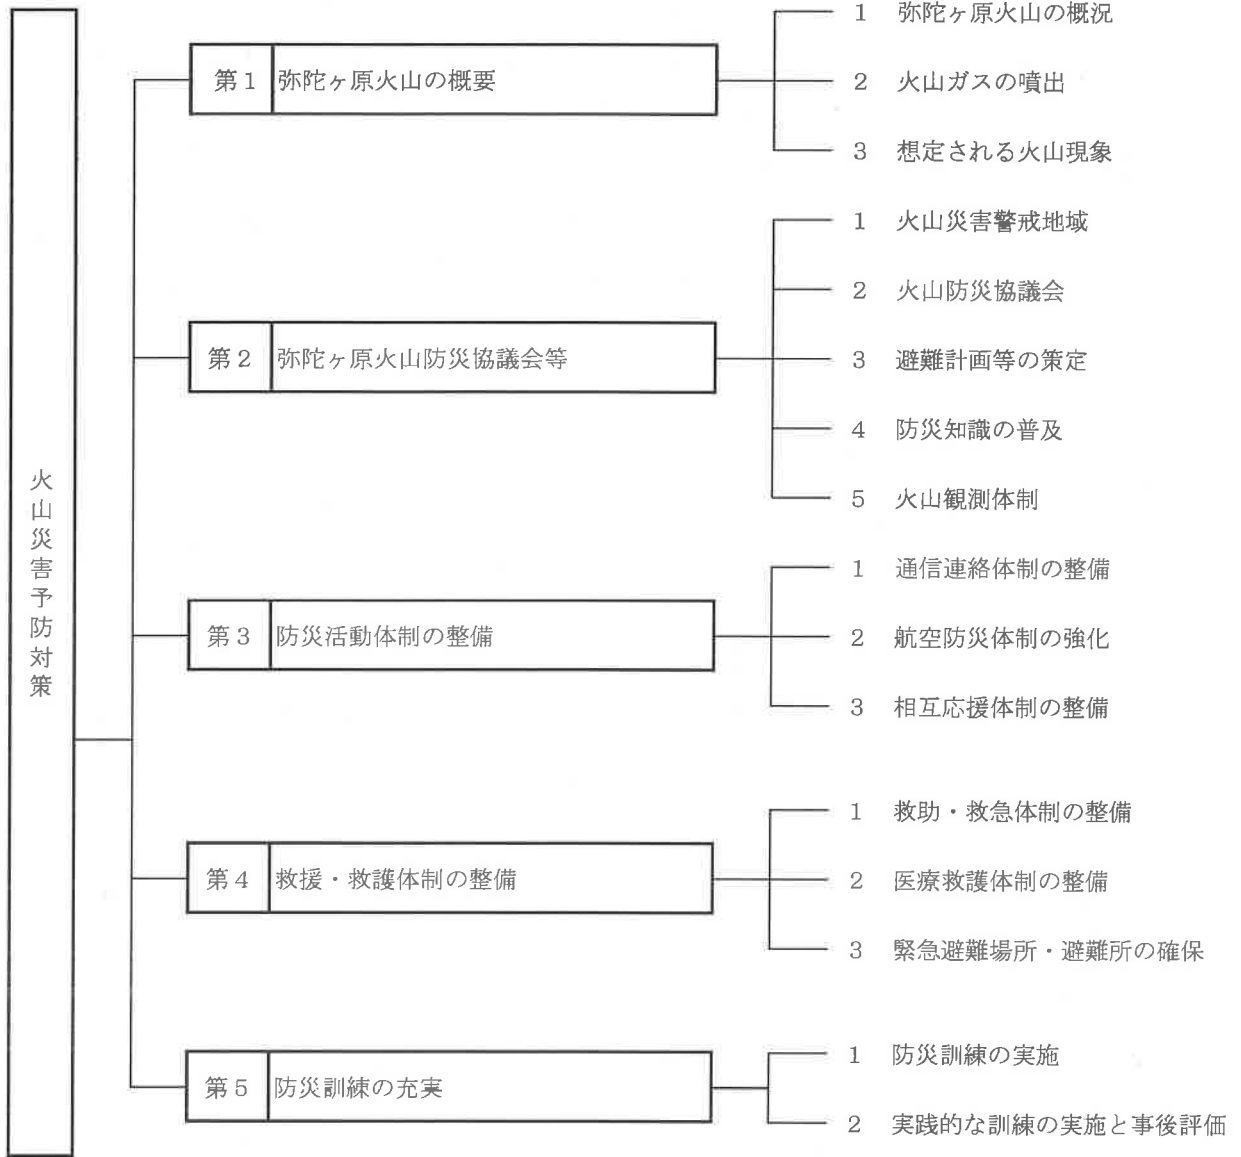 火山災害予防対策
第1 弥陀ヶ原火山の概要
1 弥陀ヶ原火山の概況
2 火山ガスの噴出
3 想定される火山現象
第2 弥陀ヶ原火山防災協議会等
1 火山災害警戒地域
2 火山防災協議会
3 避難計画等の策定
4 防災知識の普及
5 火山観測体制
第3 防災活動体制の整備
1 通信連絡体制の整備
2 航空防災体制の強化
3 相互応援体制の整備
第4 救援・救護体制の整備
1 救助・救急体制の整備
2 医療救護体制の整備
3 緊急避難場所・避難所の確保
第5 防災訓練の充実
1 防災訓練の実施
2 実践的な訓練の実施と事後評価